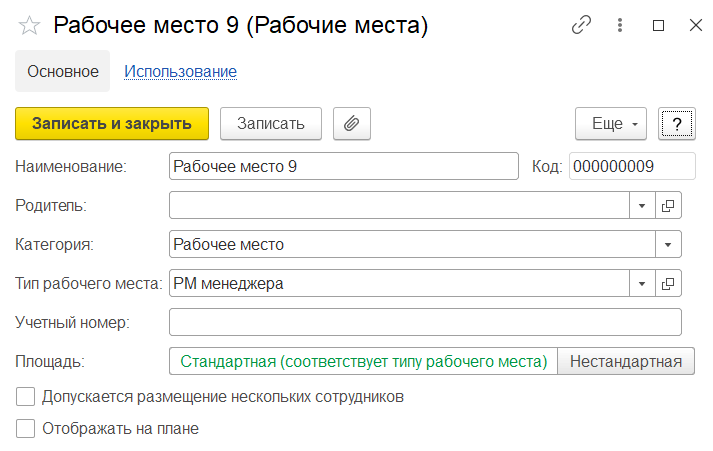 Рабочее место 9 (Рабочие места)
Основное Использование
Записать и закрыть Записать Еще ?
Наименование: Рабочее место 9 Код: 000000009
Родитель:
Категория: Рабочее место
Тип рабочего места: РМ менеджера
Учетный номер:
Площадь: Стандартная (соответствует типу рабочего места) Нестандартная
Допускается размещение нескольких сотрудников
Отображать на плане